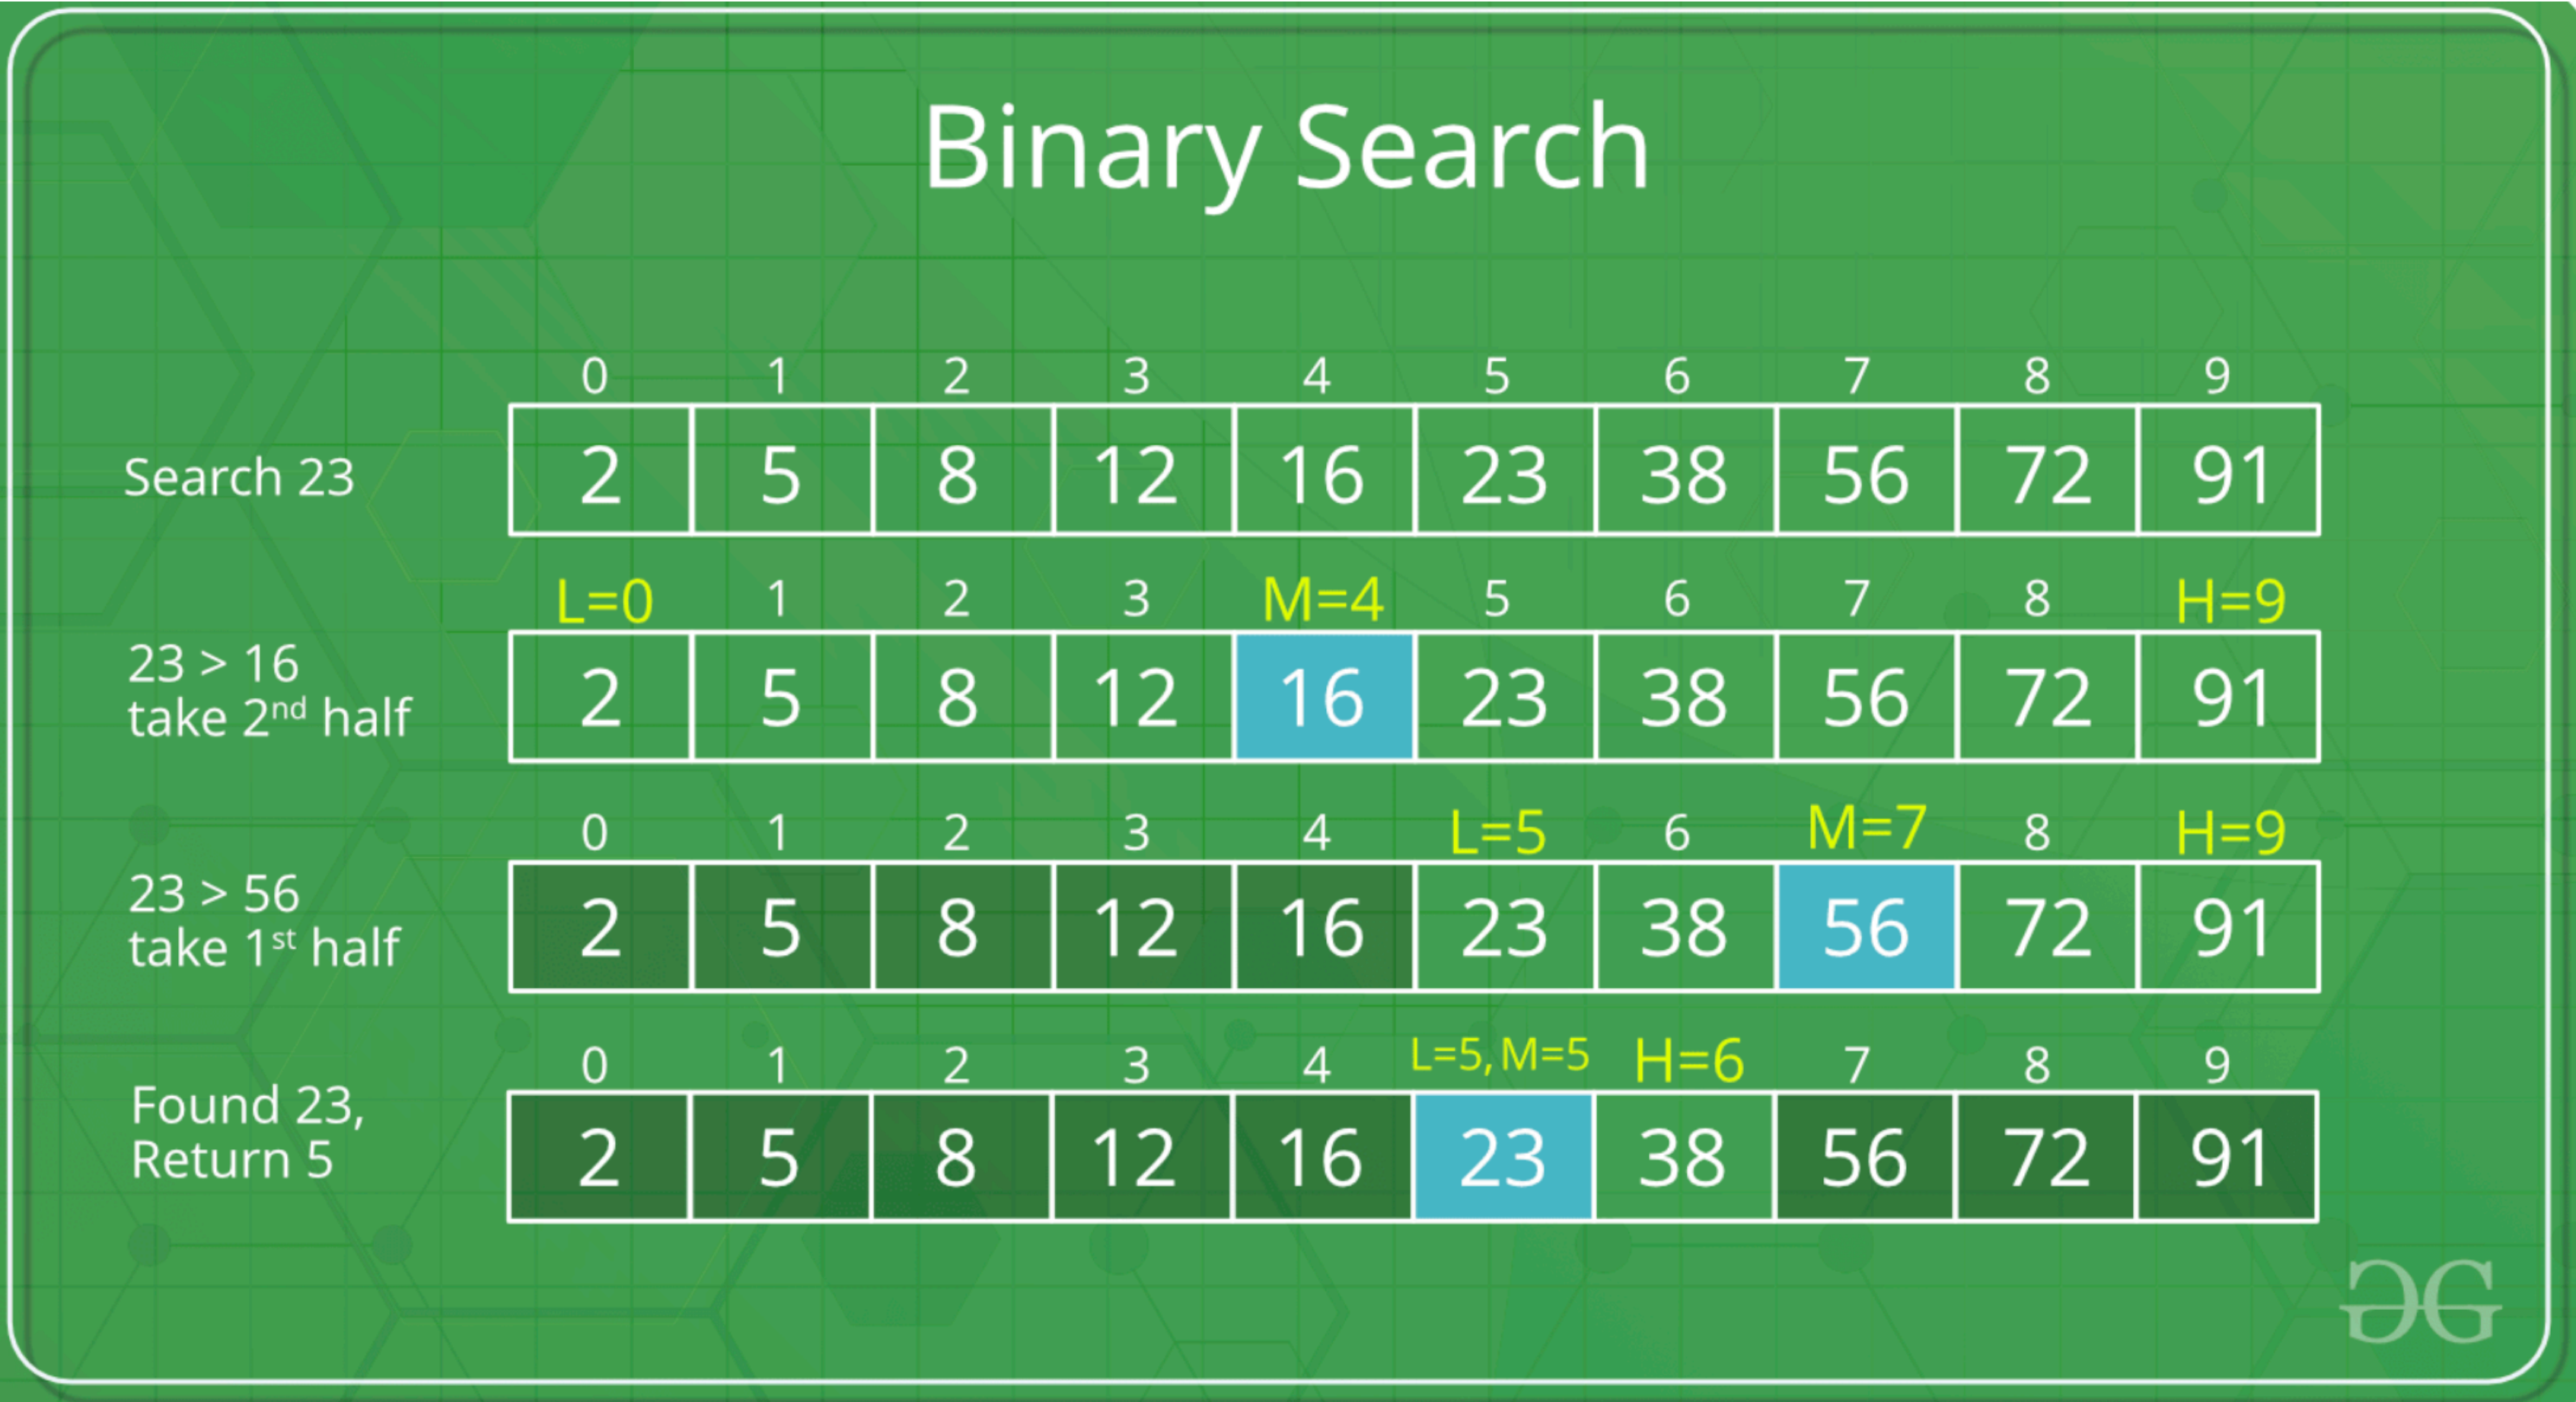 Binary Search
0 1 2 3 4 5 6 7 8 9
Search 23
2 5 8 12 16 23 38 56 72 91
L=0 1 2 3 M=4 5 6 7 8 H=9
23 > 16
take 2nd half
2 5 8 12 16 23 38 56 72 91
0 1 2 3 4 L=5 6 M=7 8 H=9
23 > 56
take 1st half
2 5 8 12 16 23 38 56 72 91
0 1 2 3 4 L=5, M=5 H=6 7 8 9
Found 23,
Return 5
2 5 8 12 16 23 38 56 72 91
GG